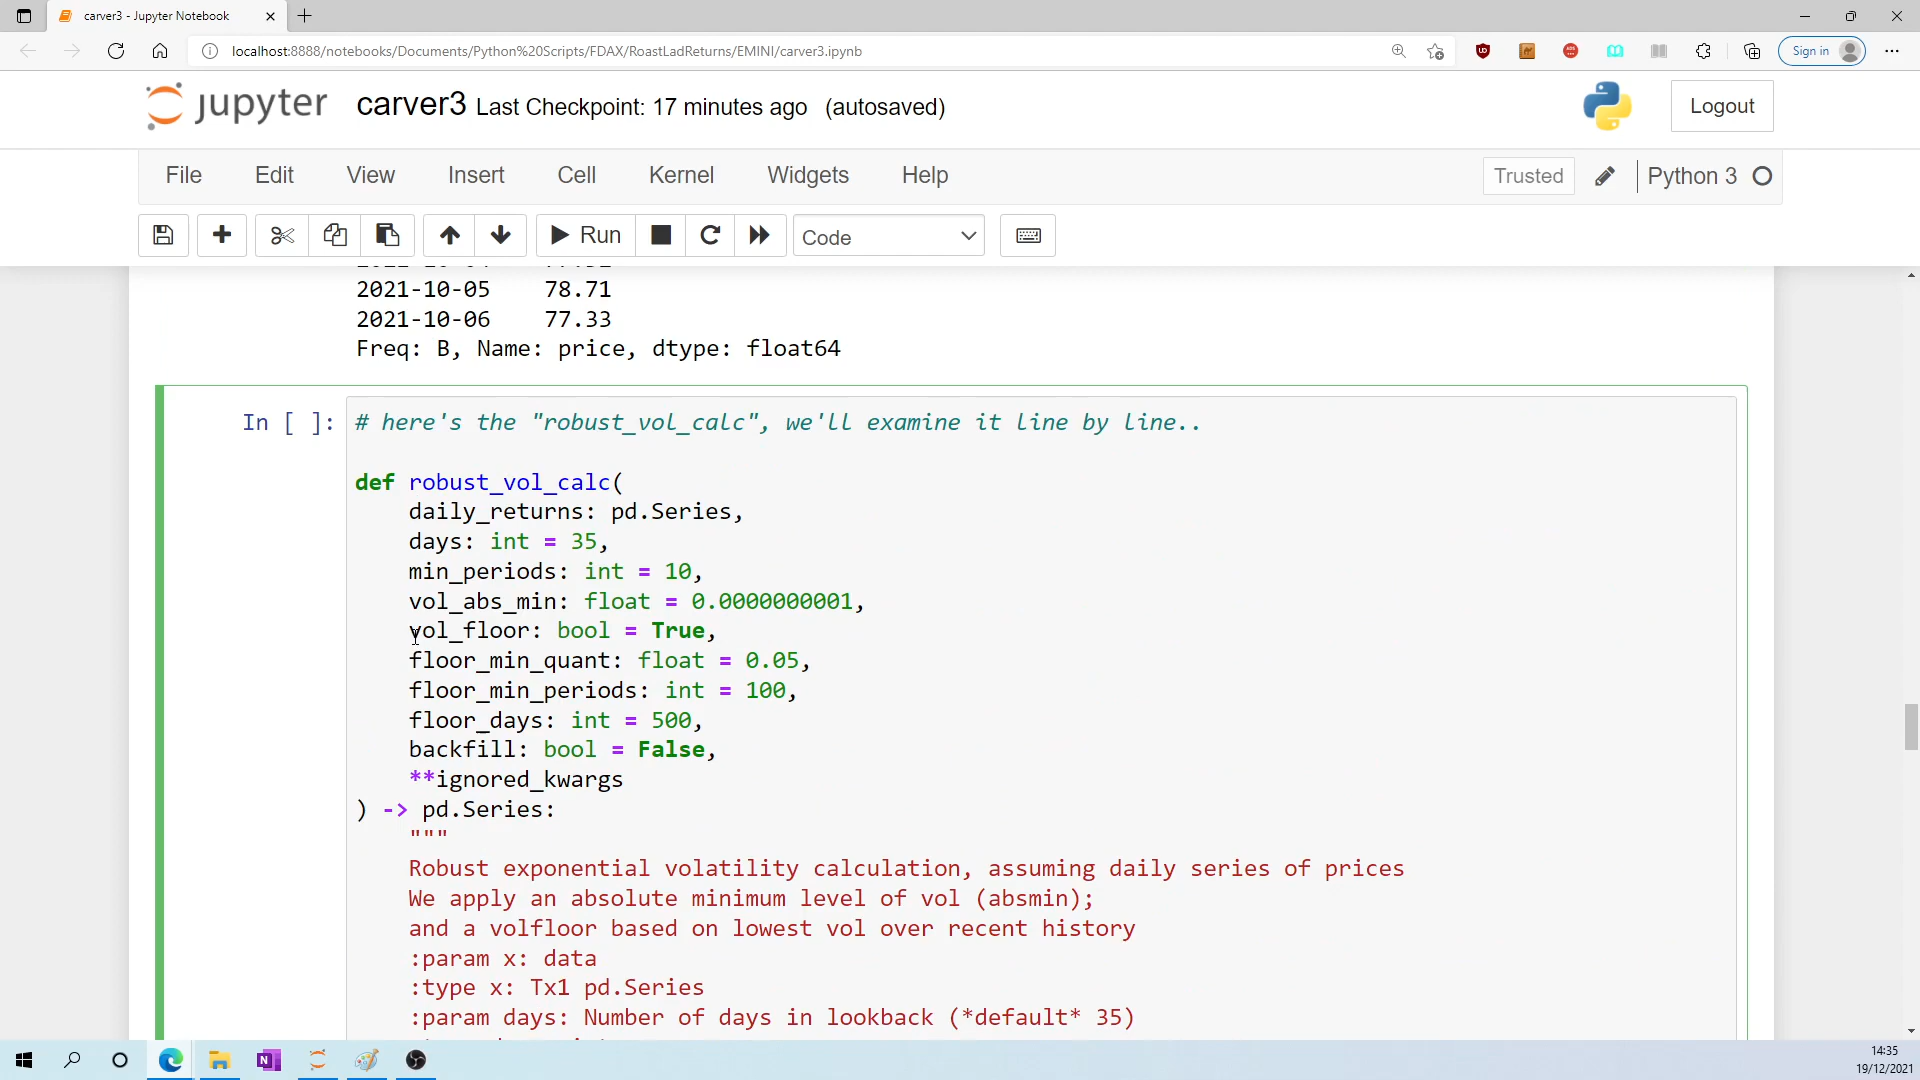 carver3 - Jupyter Notebook
localhost:8888/notebooks/Documents/Python%20Scripts/FDAX/RoastLadReturns/EMINI/carver3.ipynb
Sign in
jupyter carver3 Last Checkpoint: 17 minutes ago (autosaved)
Logout
File Edit View Insert Cell Kernel Widgets Help
Trusted Python 3
Run Code
2021-10-05 78.71
2021-10-06 77.33
Freq: B, Name: price, dtype: float64
In [ ]: # here's the "robust_vol_calc", we'll examine it line by line..
def robust_vol_calc(
daily_returns: pd.Series,
days: int = 35,
min_periods: int = 10,
vol_abs_min: float = 0.0000000001,
vol_floor: bool = True,
floor_min_quant: float = 0.05,
floor_min_periods: int = 100,
floor_days: int = 500,
backfill: bool = False,
**ignored_kwargs
) -> pd.Series:
"""
Robust exponential volatility calculation, assuming daily series of prices
We apply an absolute minimum level of vol (absmin);
and a volfloor based on lowest vol over recent history
:param x: data
:type x: Tx1 pd.Series
:param days: Number of days in lookback (*default* 35)
14:35
19/12/2021